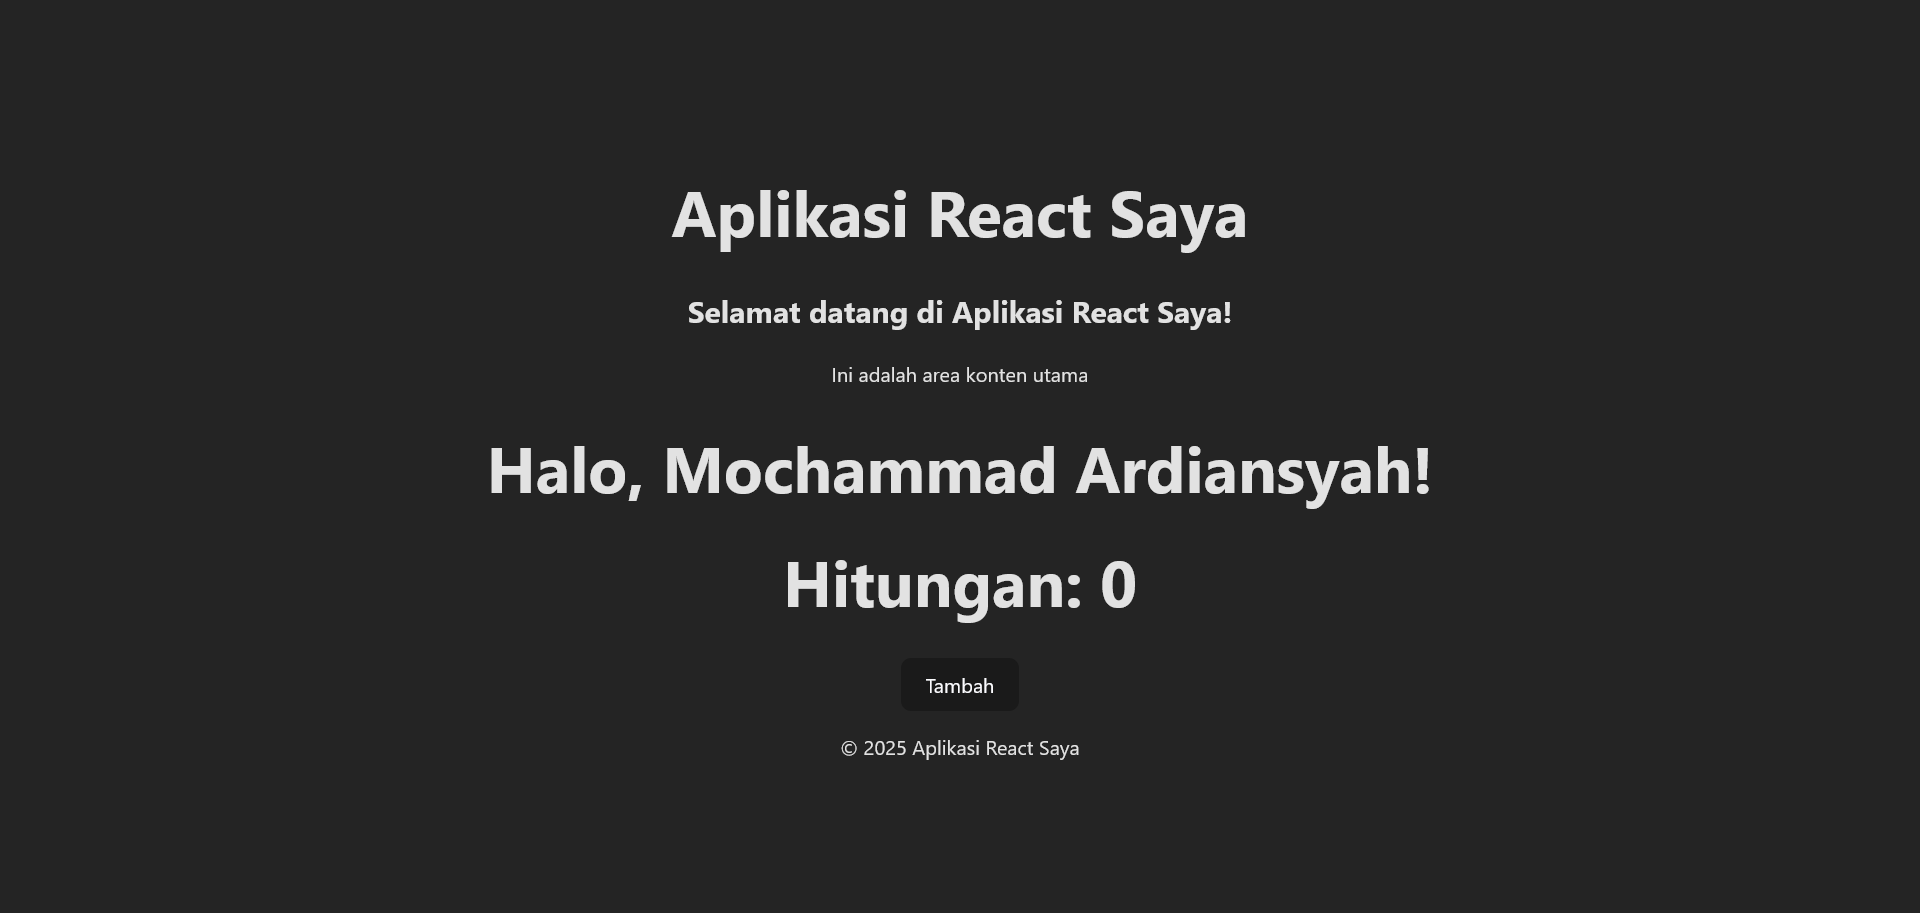 Aplikasi React Saya
Selamat datang di Aplikasi React Saya!
Ini adalah area konten utama
Halo, Mochammad Ardiansyah!
Hitungan: 0
Tambah
© 2025 Aplikasi React Saya